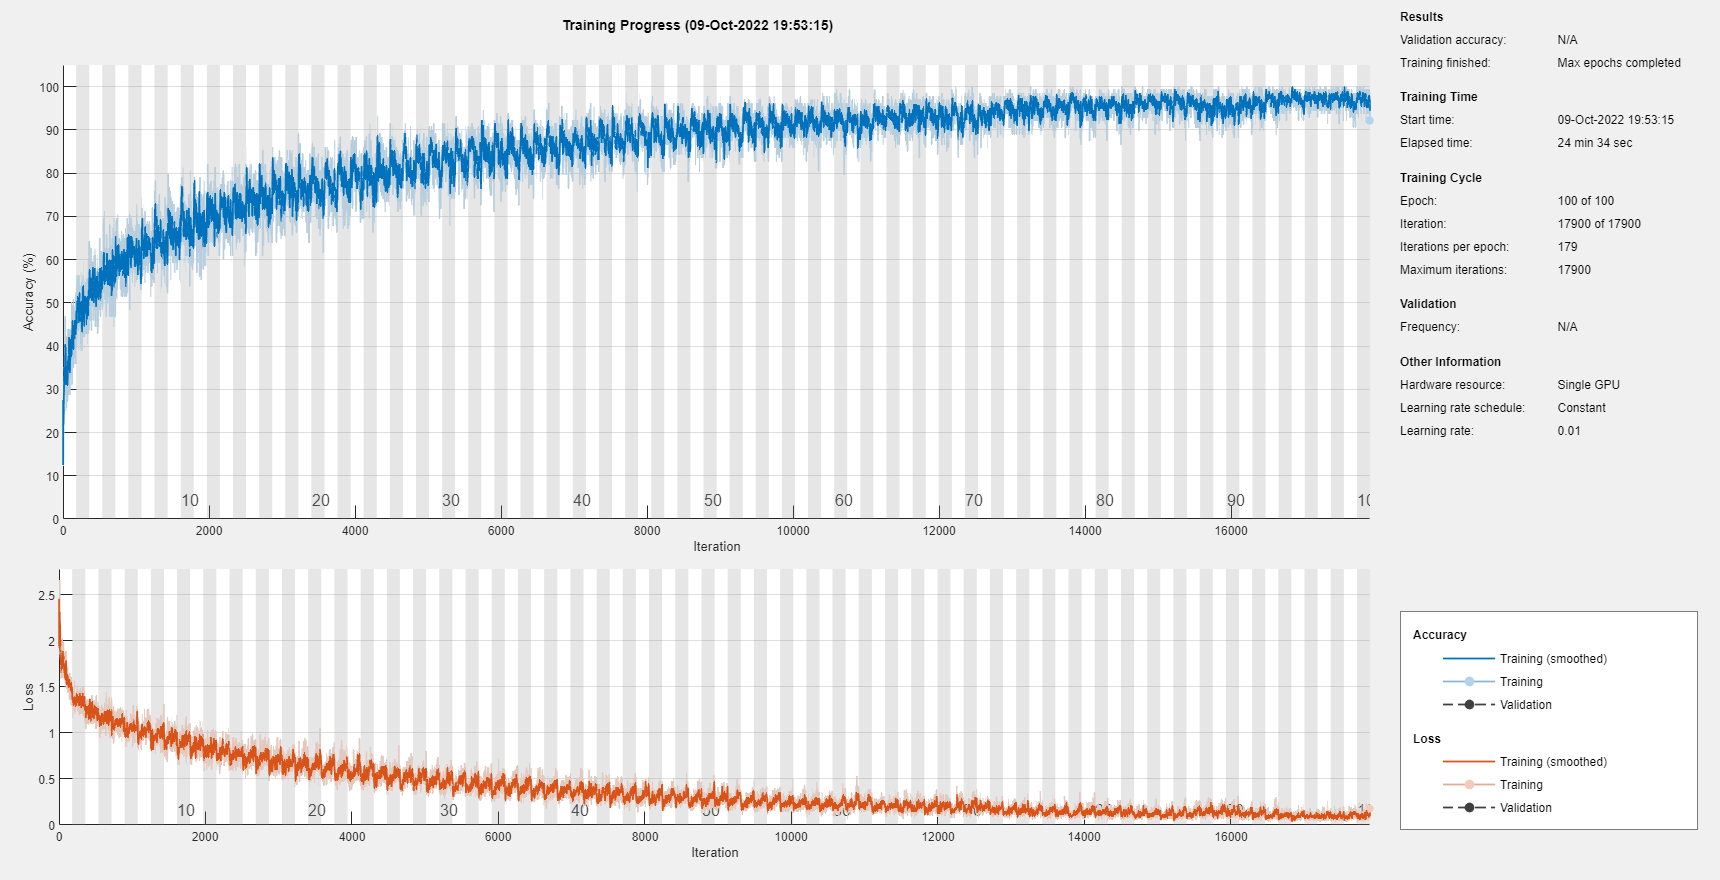 Training Progress (09-Oct-2022 19:53:15)
Accuracy (%)
100
90
80
70
60
50
40
30
20
10
0
10 20 30 40 50 60 70 80 90 10
0 2000 4000 6000 8000 10000 12000 14000 16000
Iteration
Loss
2.5
2
1.5
1
0.5
0
10 20 30 40
0 2000 4000 6000 8000 10000 12000 14000 16000
Iteration
Results
Validation accuracy: N/A
Training finished: Max epochs completed
Training Time
Start time: 09-Oct-2022 19:53:15
Elapsed time: 24 min 34 sec
Training Cycle
Epoch: 100 of 100
Iteration: 17900 of 17900
Iterations per epoch: 179
Maximum iterations: 17900
Validation
Frequency: N/A
Other Information
Hardware resource: Single GPU
Learning rate schedule: Constant
Learning rate: 0.01
Accuracy
Training (smoothed)
Training
Validation
Loss
Training (smoothed)
Training
Validation